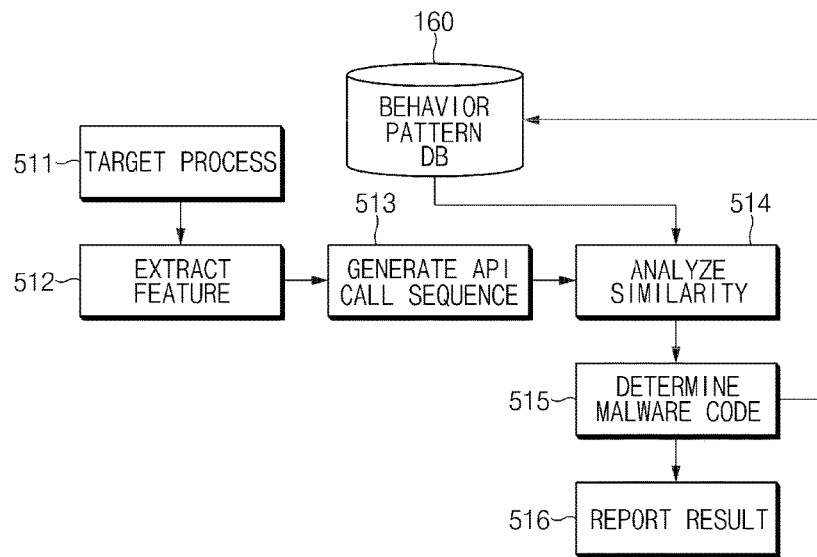 160
BEHAVIOR
PATTERN
DB
511
TARGET PROCESS
513
514
512
EXTRACT
FEATURE
GENERATE API
CALL SEQUENCE
ANALYZE
SIMILARITY
515
DETERMINE
MALWARE CODE
516
REPORT RESULT